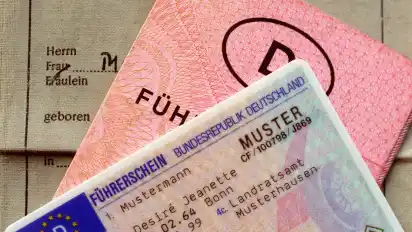 Herrn
Frau
Fräulein
geboren
in
D
FÜH
FÜHRERSCHEIN BUNDESREPUBLIK DEUTSCHLAND
MUSTER
CF/100798/J869
1. Mustermann
Desiré Jeanette
02.64 Bonn
99 4c. Landratsamt
Musterhausen
D